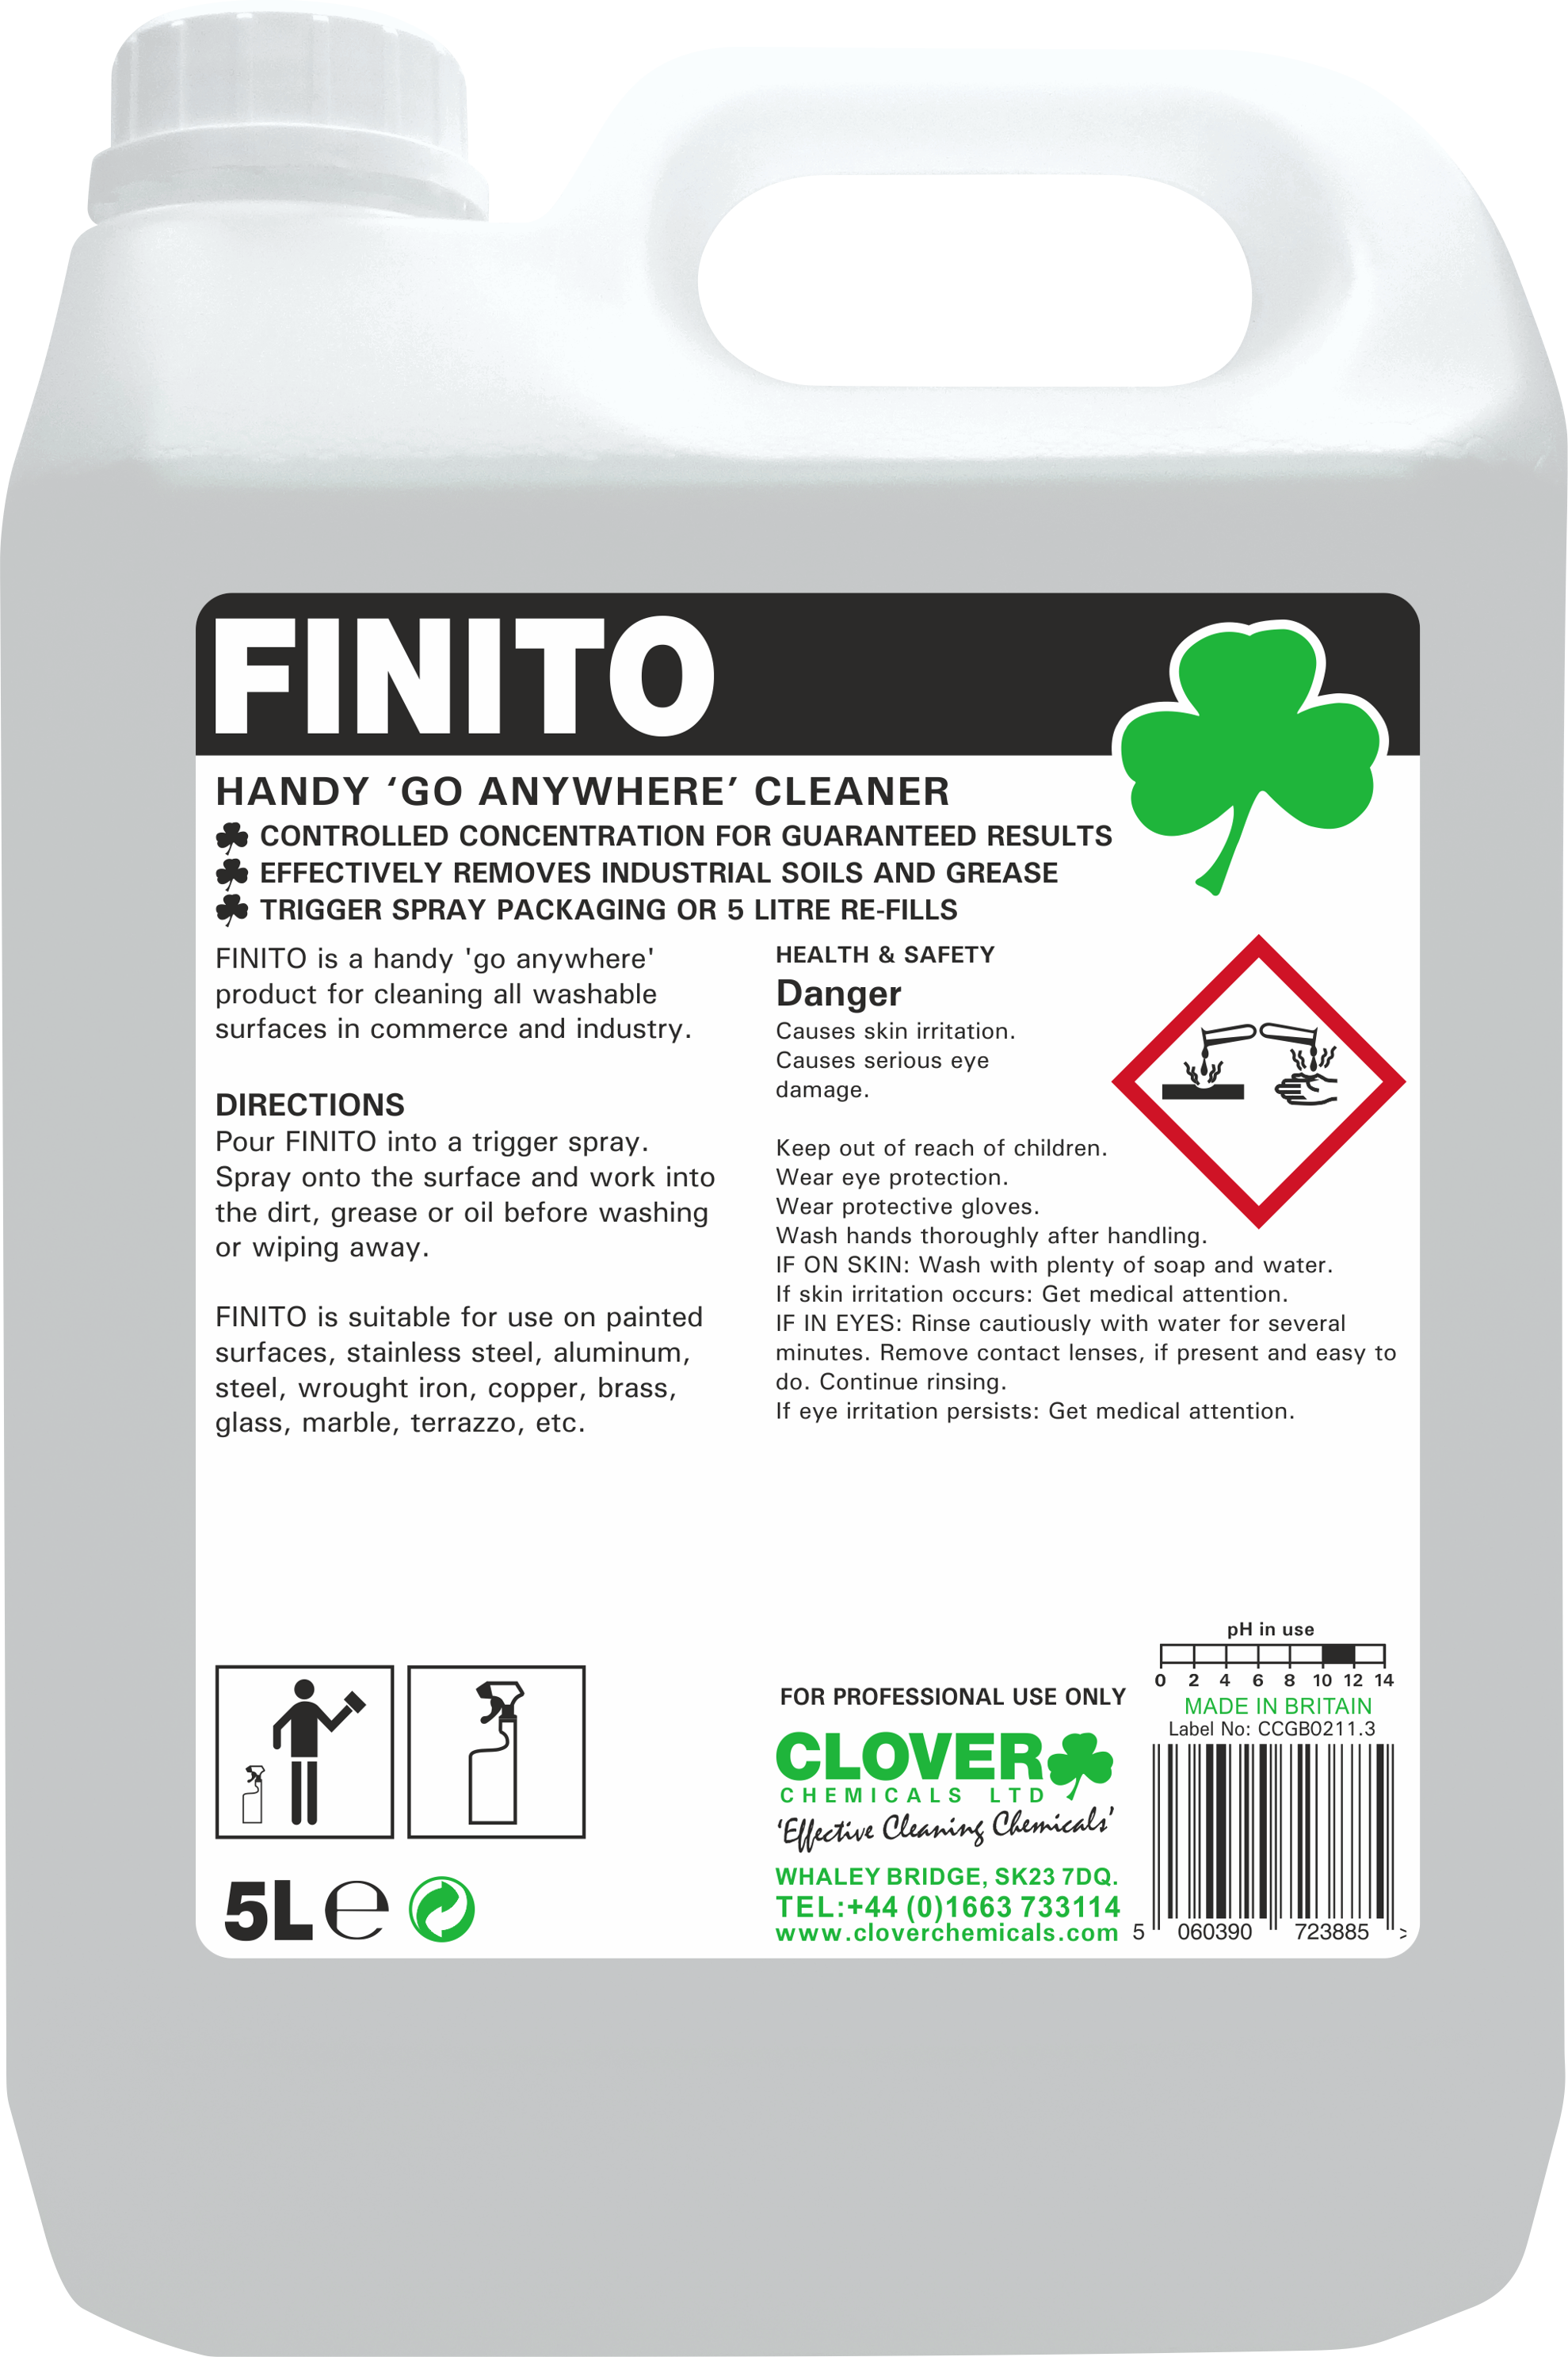 FINITO
HANDY ‘GO ANYWHERE’ CLEANER
CONTROLLED CONCENTRATION FOR GUARANTEED RESULTS
EFFECTIVELY REMOVES INDUSTRIAL SOILS AND GREASE
TRIGGER SPRAY PACKAGING OR 5 LITRE RE-FILLS
FINITO is a handy 'go anywhere'
product for cleaning all washable
surfaces in commerce and industry.
DIRECTIONS
Pour FINITO into a trigger spray.
Spray onto the surface and work into
the dirt, grease or oil before washing
or wiping away.
FINITO is suitable for use on painted
surfaces, stainless steel, aluminum,
steel, wrought iron, copper, brass,
glass, marble, terrazzo, etc.
HEALTH & SAFETY
Danger
Causes skin irritation.
Causes serious eye
damage.
Keep out of reach of children.
Wear eye protection.
Wear protective gloves.
Wash hands thoroughly after handling.
IF ON SKIN: Wash with plenty of soap and water.
If skin irritation occurs: Get medical attention.
IF IN EYES: Rinse cautiously with water for several
minutes. Remove contact lenses, if present and easy to
do. Continue rinsing.
If eye irritation persists: Get medical attention.
5L e
FOR PROFESSIONAL USE ONLY
CLOVER
CHEMICALS LTD
‘Effective Cleaning Chemicals’
WHALEY BRIDGE, SK23 7DQ.
TEL:+44 (0)1663 733114
www.cloverchemicals.com
pH in use
0 2 4 6 8 10 12 14
MADE IN BRITAIN
Label No: CCGB0211.3
5 060390 723885 >